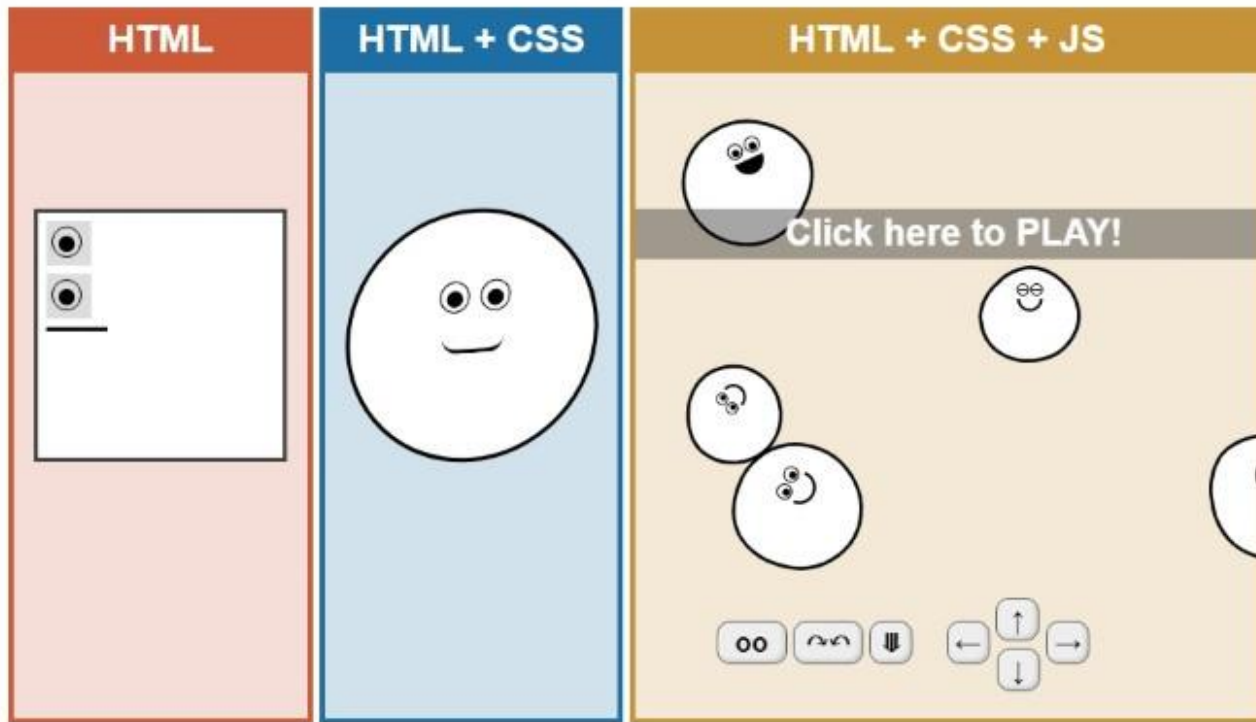 HTML
HTML + CSS
HTML + CSS + JS
Click here to PLAY!
oo
↑
← →
↓